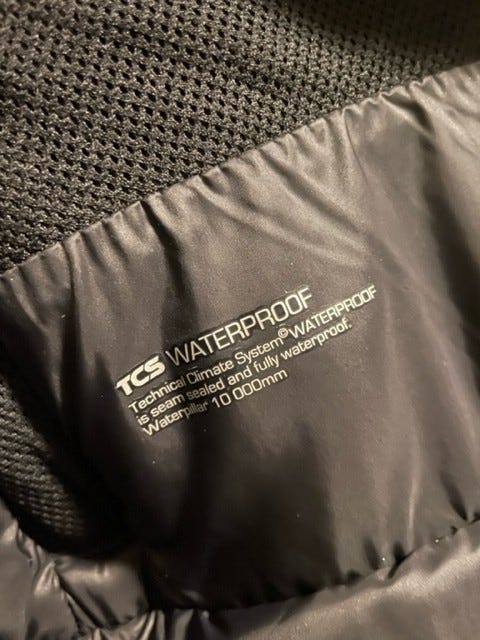 TCS WATERPROOF
Technical Climate System© WATERPROOF
is seam sealed and fully waterproof.
Waterpillar 10 000mm